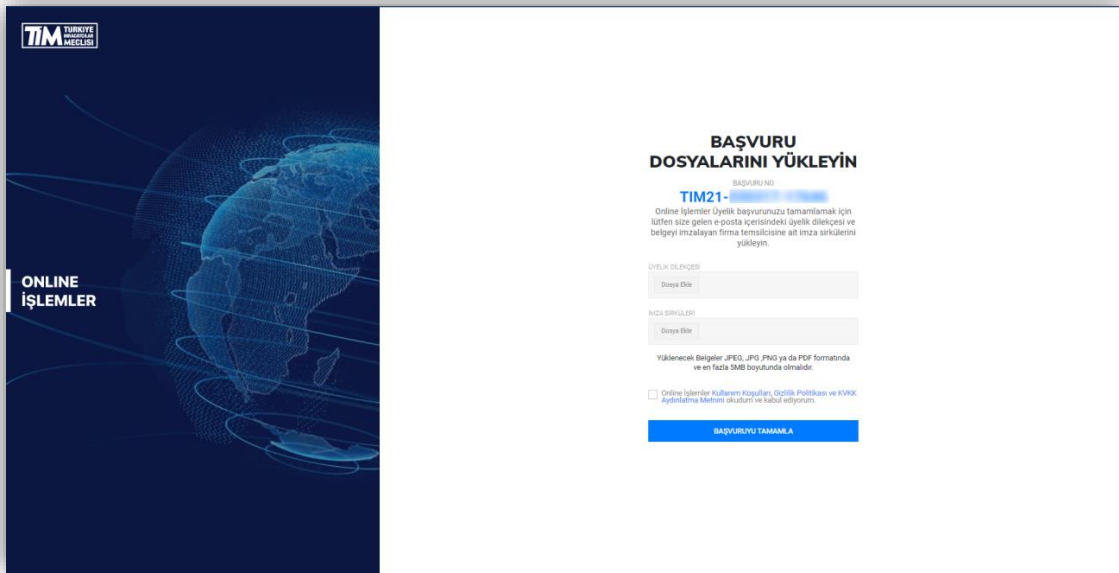 TİM TÜRKİYE
İHRACATÇILAR
MECLİSİ
ONLINE
İŞLEMLER
BAŞVURU
DOSYALARINI YÜKLEYİN
BAŞVURU NO
TIM21-
Online İşlemler Üyelik başvurunuzu tamamlamak için
lütfen size gelen e-posta içerisindeki üyelik dilekçesi ve
belgeyi imzalayan firma temsilcisine ait imza sirkülerini
yükleyin.
ÜYELİK DİLEKÇESİ
Dosya Ekle
İMZA SİRKÜLERİ
Dosya Ekle
Yüklenecek Belgeler JPEG, JPG ,PNG ya da PDF formatında
ve en fazla 5MB boyutunda olmalıdır.
Online İşlemler Kullanım Koşulları, Gizlilik Politikası ve KVKK
Aydınlatma Metnini okudum ve kabul ediyorum.
BAŞVURUYU TAMAMLA